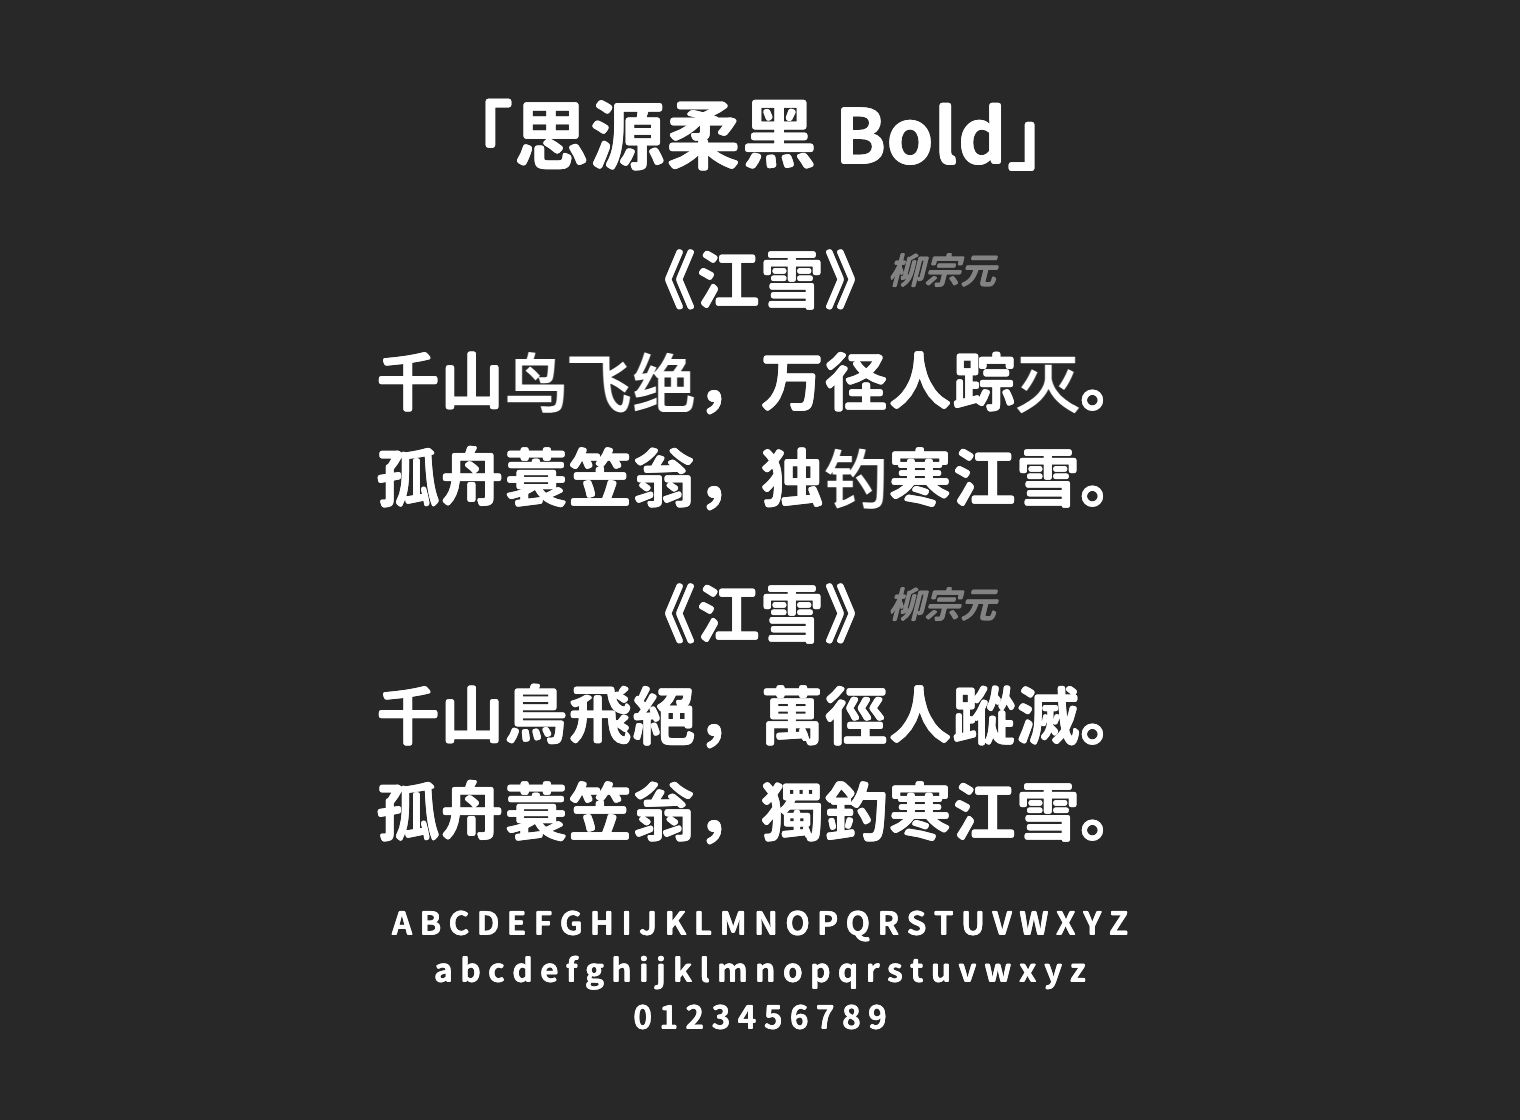 「思源柔黑 Bold」
《江雪》 柳宗元
千山鸟飞绝，万径人踪灭。
孤舟蓑笠翁，独钓寒江雪。
《江雪》 柳宗元
千山鳥飛絕，萬徑人蹤滅。
孤舟蓑笠翁，獨釣寒江雪。
A B C D E F G H I J K L M N O P Q R S T U V W X Y Z
a b c d e f g h i j k l m n o p q r s t u v w x y z
0 1 2 3 4 5 6 7 8 9